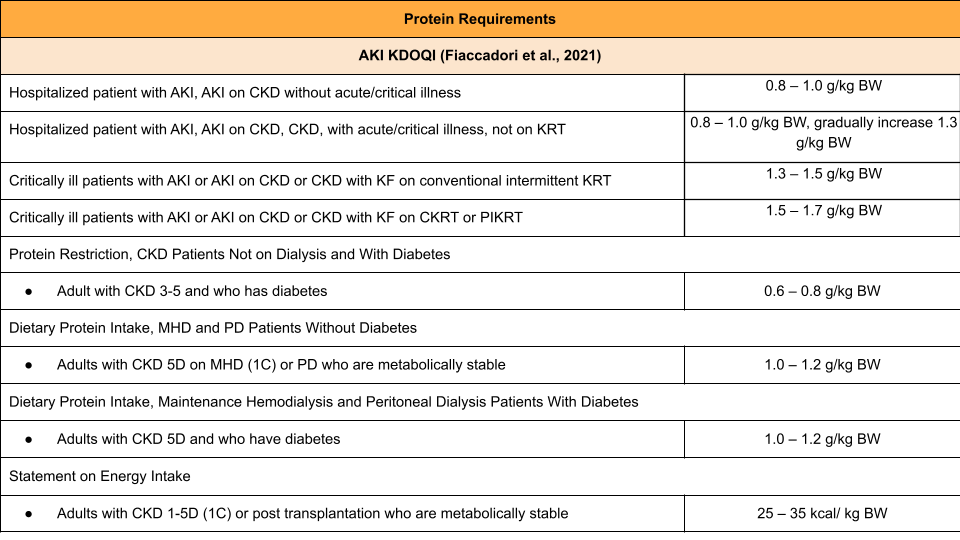 Protein Requirements
AKI KDOQI (Fiaccadori et al., 2021)
Hospitalized patient with AKI, AKI on CKD without acute/critical illness
0.8 – 1.0 g/kg BW
Hospitalized patient with AKI, AKI on CKD, CKD, with acute/critical illness, not on KRT
0.8 – 1.0 g/kg BW, gradually increase 1.3
g/kg BW
Critically ill patients with AKI or AKI on CKD or CKD with KF on conventional intermittent KRT
1.3 – 1.5 g/kg BW
Critically ill patients with AKI or AKI on CKD or CKD with KF on CKRT or PIKRT
1.5 – 1.7 g/kg BW
Protein Restriction, CKD Patients Not on Dialysis and With Diabetes
● Adult with CKD 3-5 and who has diabetes
0.6 – 0.8 g/kg BW
Dietary Protein Intake, MHD and PD Patients Without Diabetes
● Adults with CKD 5D on MHD (1C) or PD who are metabolically stable
1.0 – 1.2 g/kg BW
Dietary Protein Intake, Maintenance Hemodialysis and Peritoneal Dialysis Patients With Diabetes
● Adults with CKD 5D and who have diabetes
1.0 – 1.2 g/kg BW
Statement on Energy Intake
● Adults with CKD 1-5D (1C) or post transplantation who are metabolically stable
25 – 35 kcal/ kg BW